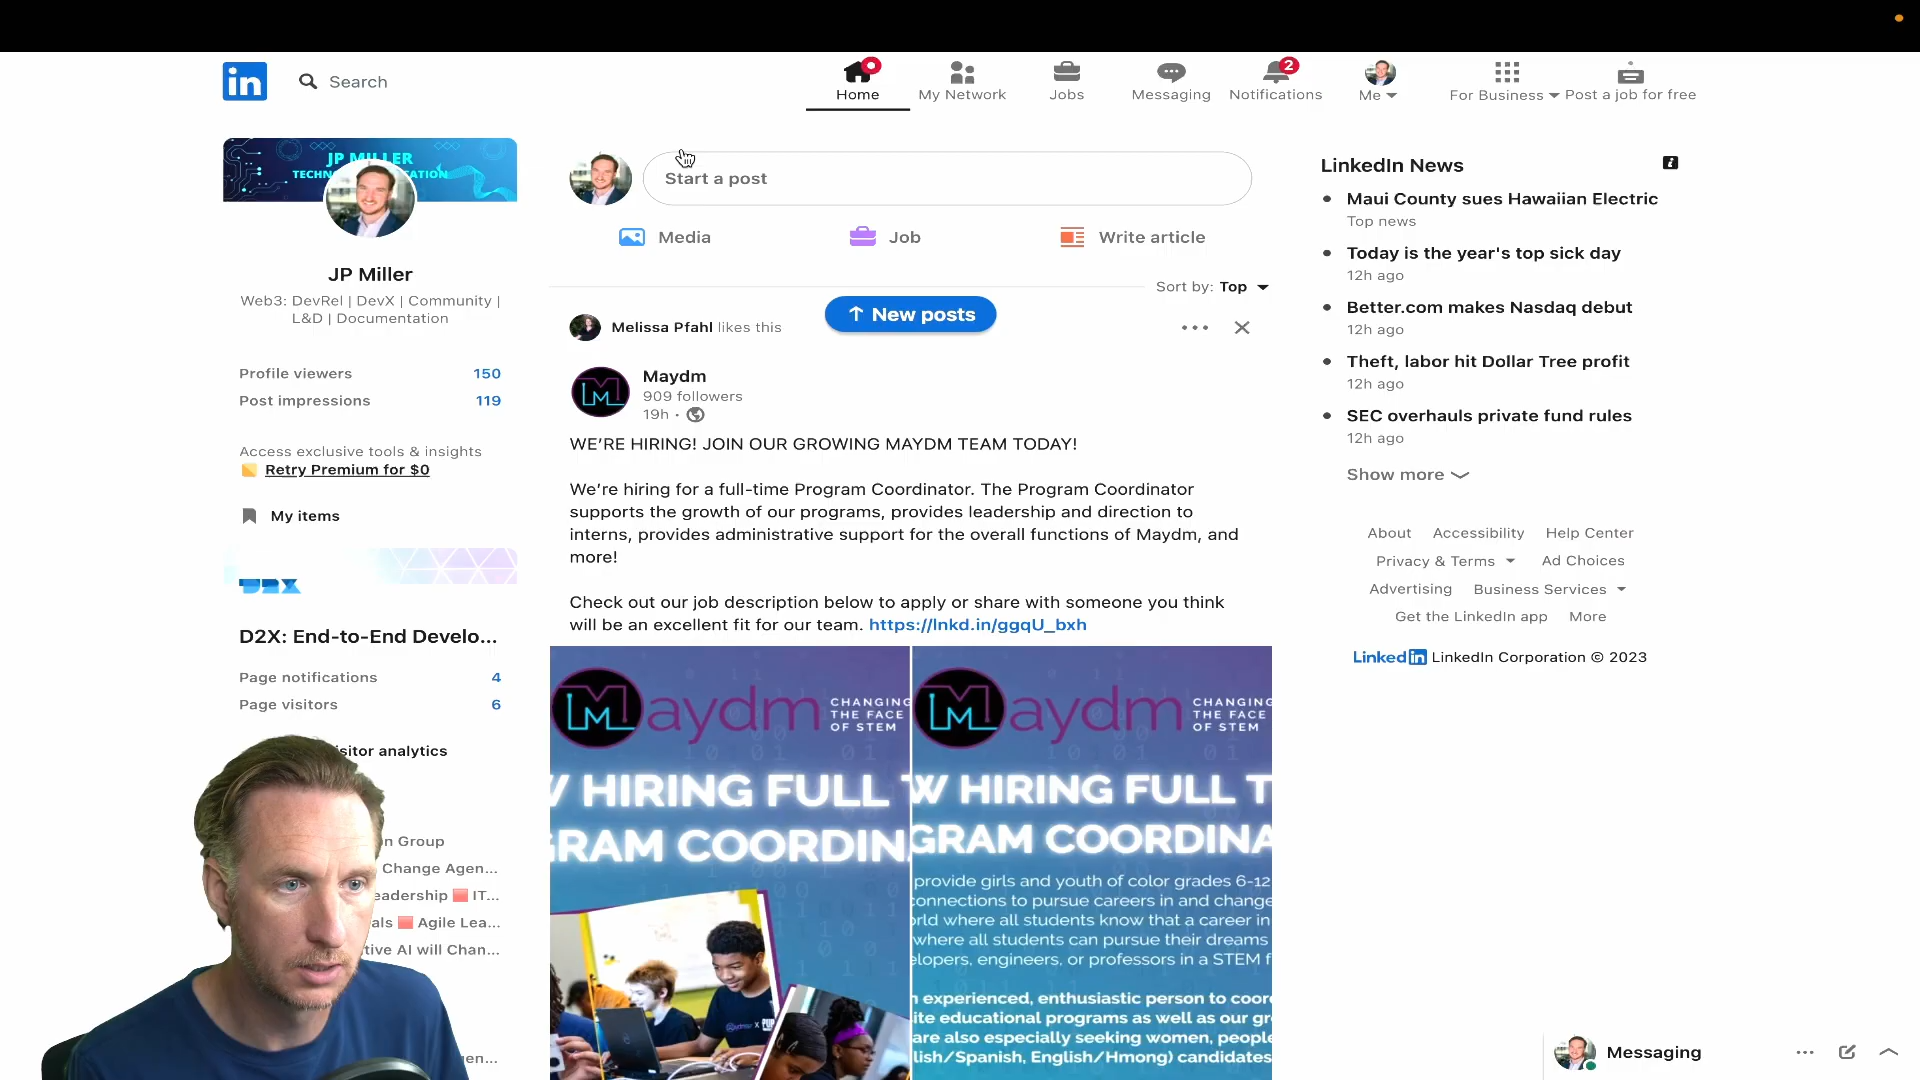 in
Search
Home
My Network
Jobs
Messaging
2
Notifications
Me
For Business
Post a job for free
JP MILLER
JP Miller
Web3: DevRel | DevX | Community |
L&D | Documentation
Profile viewers 150
Post impressions 119
Access exclusive tools & insights
Retry Premium for $0
My items
D2X: End-to-End Develo...
Page notifications 4
Page visitors 6
isitor analytics
n Group
Change Agen...
eadership IT...
als Agile Lea...
tive AI will Chan...
en...
Start a post
Media
Job
Write article
Sort by: Top
New posts
Melissa Pfahl likes this
Maydm
909 followers
19h •
WE’RE HIRING! JOIN OUR GROWING MAYDM TEAM TODAY!
We’re hiring for a full-time Program Coordinator. The Program Coordinator
supports the growth of our programs, provides leadership and direction to
interns, provides administrative support for the overall functions of Maydm, and
more!
Check out our job description below to apply or share with someone you think
will be an excellent fit for our team. https://lnkd.in/ggqU_bxh
Maydm CHANGING
THE FACE
OF STEM
W HIRING FULL T
GRAM COORDINA
Maydm CHANGING
THE FACE
OF STEM
W HIRING FULL T
GRAM COORDINA
provide girls and youth of color grades 6-12
connections to pursue careers in and change
orld where all students know that a career in
where all students can pursue their dreams
elopers, engineers, or professors in a STEM f
n experienced, enthusiastic person to coor
ite educational programs as well as our gr
are also especially seeking women, people
lish/Spanish, English/Hmong) candidates
LinkedIn News
Maui County sues Hawaiian Electric
Top news
Today is the year's top sick day
12h ago
Better.com makes Nasdaq debut
12h ago
Theft, labor hit Dollar Tree profit
12h ago
SEC overhauls private fund rules
12h ago
Show more
About Accessibility Help Center
Privacy & Terms Ad Choices
Advertising Business Services
Get the LinkedIn app More
LinkedIn LinkedIn Corporation © 2023
Messaging